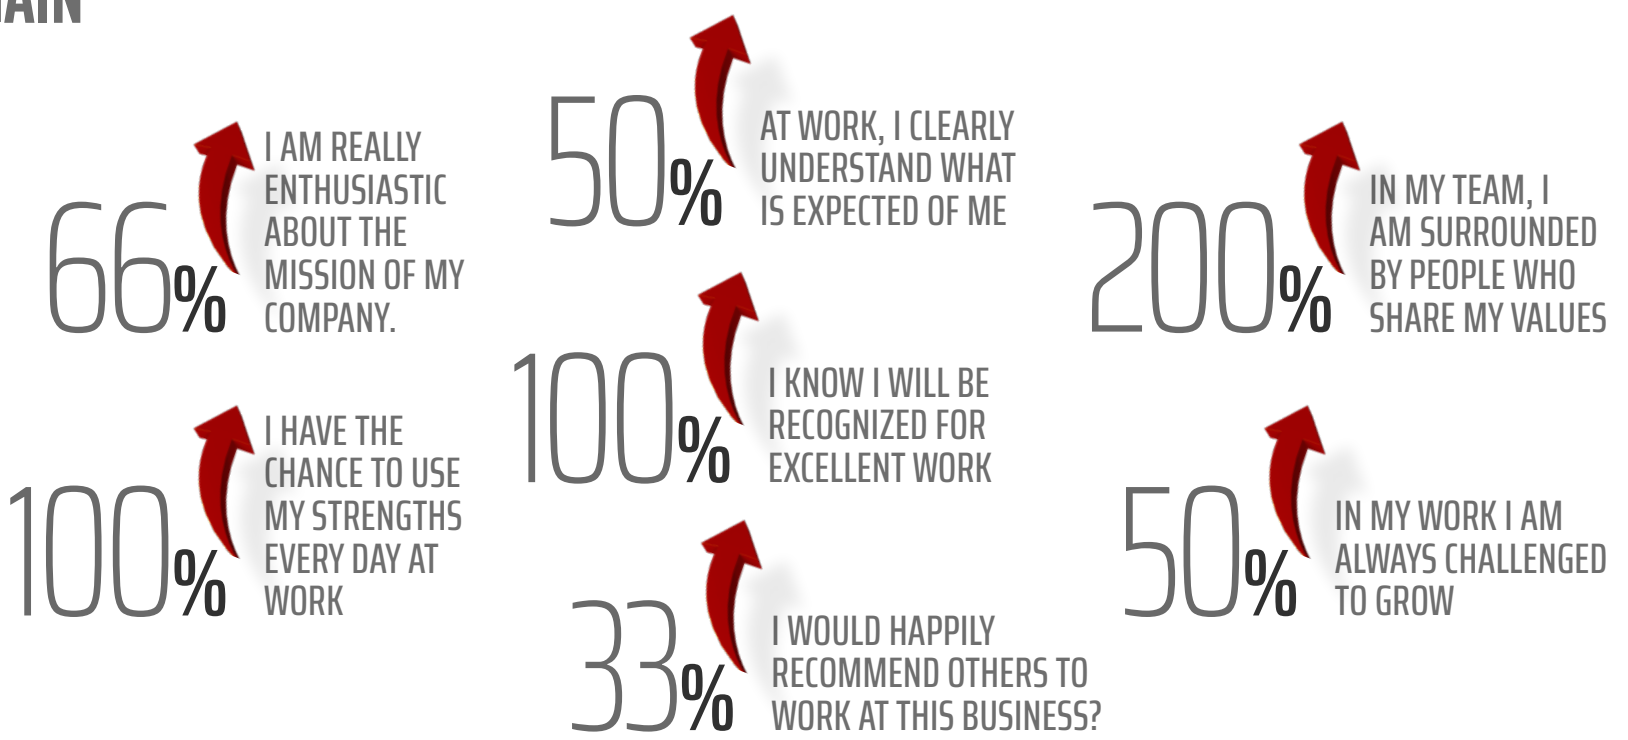 66%
I AM REALLY
ENTHUSIASTIC
ABOUT THE
MISSION OF MY
COMPANY.
100%
I HAVE THE
CHANCE TO USE
MY STRENGTHS
EVERY DAY AT
WORK
50%
AT WORK, I CLEARLY
UNDERSTAND WHAT
IS EXPECTED OF ME
100%
I KNOW I WILL BE
RECOGNIZED FOR
EXCELLENT WORK
33%
I WOULD HAPPILY
RECOMMEND OTHERS TO
WORK AT THIS BUSINESS?
200%
IN MY TEAM, I
AM SURROUNDED
BY PEOPLE WHO
SHARE MY VALUES
50%
IN MY WORK I AM
ALWAYS CHALLENGED
TO GROW